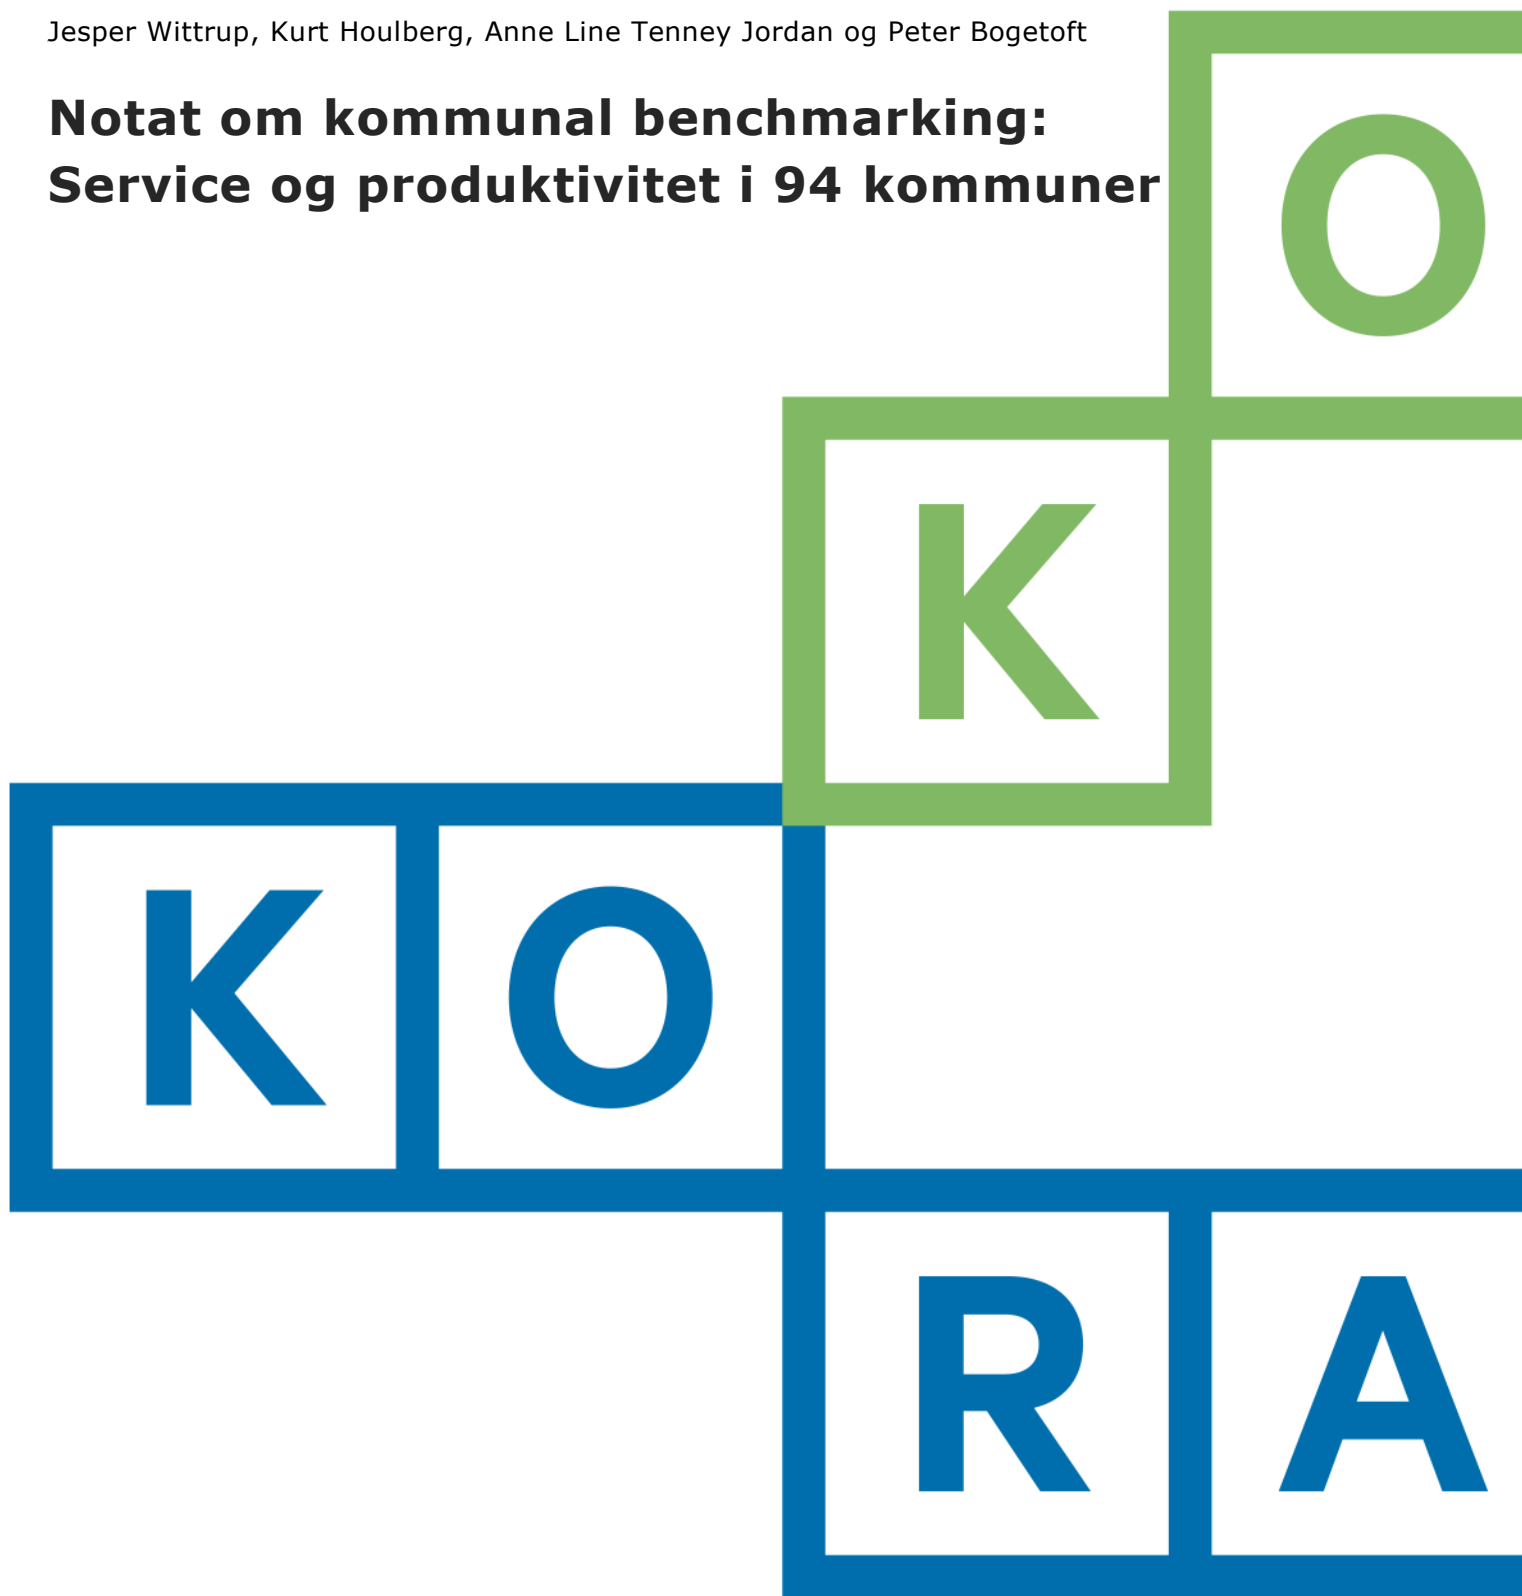 Jesper Wittrup, Kurt Houlberg, Anne Line Tenney Jordan og Peter Bogetoft
Notat om kommunal benchmarking:
Service og produktivitet i 94 kommuner
O
K
K O
R A